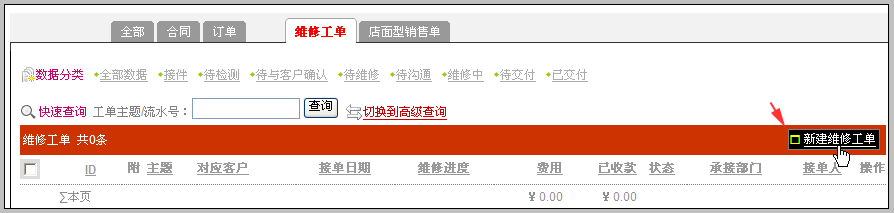 全部 合同 订单 维修工单 店面型销售单
数据分类 全部数据 接件 待检测 待与客户确认 待维修 待沟通 维修中 待交付 已交付
快速查询 工单主题/流水号： 查询 切换到高级查询
维修工单 共0条 新建维修工单
ID 附 主题 对应客户 接单日期 维修进度 费用 已收款 状态 承接部门 接单人 操作
∑本页 ¥ 0.00 ¥ 0.00